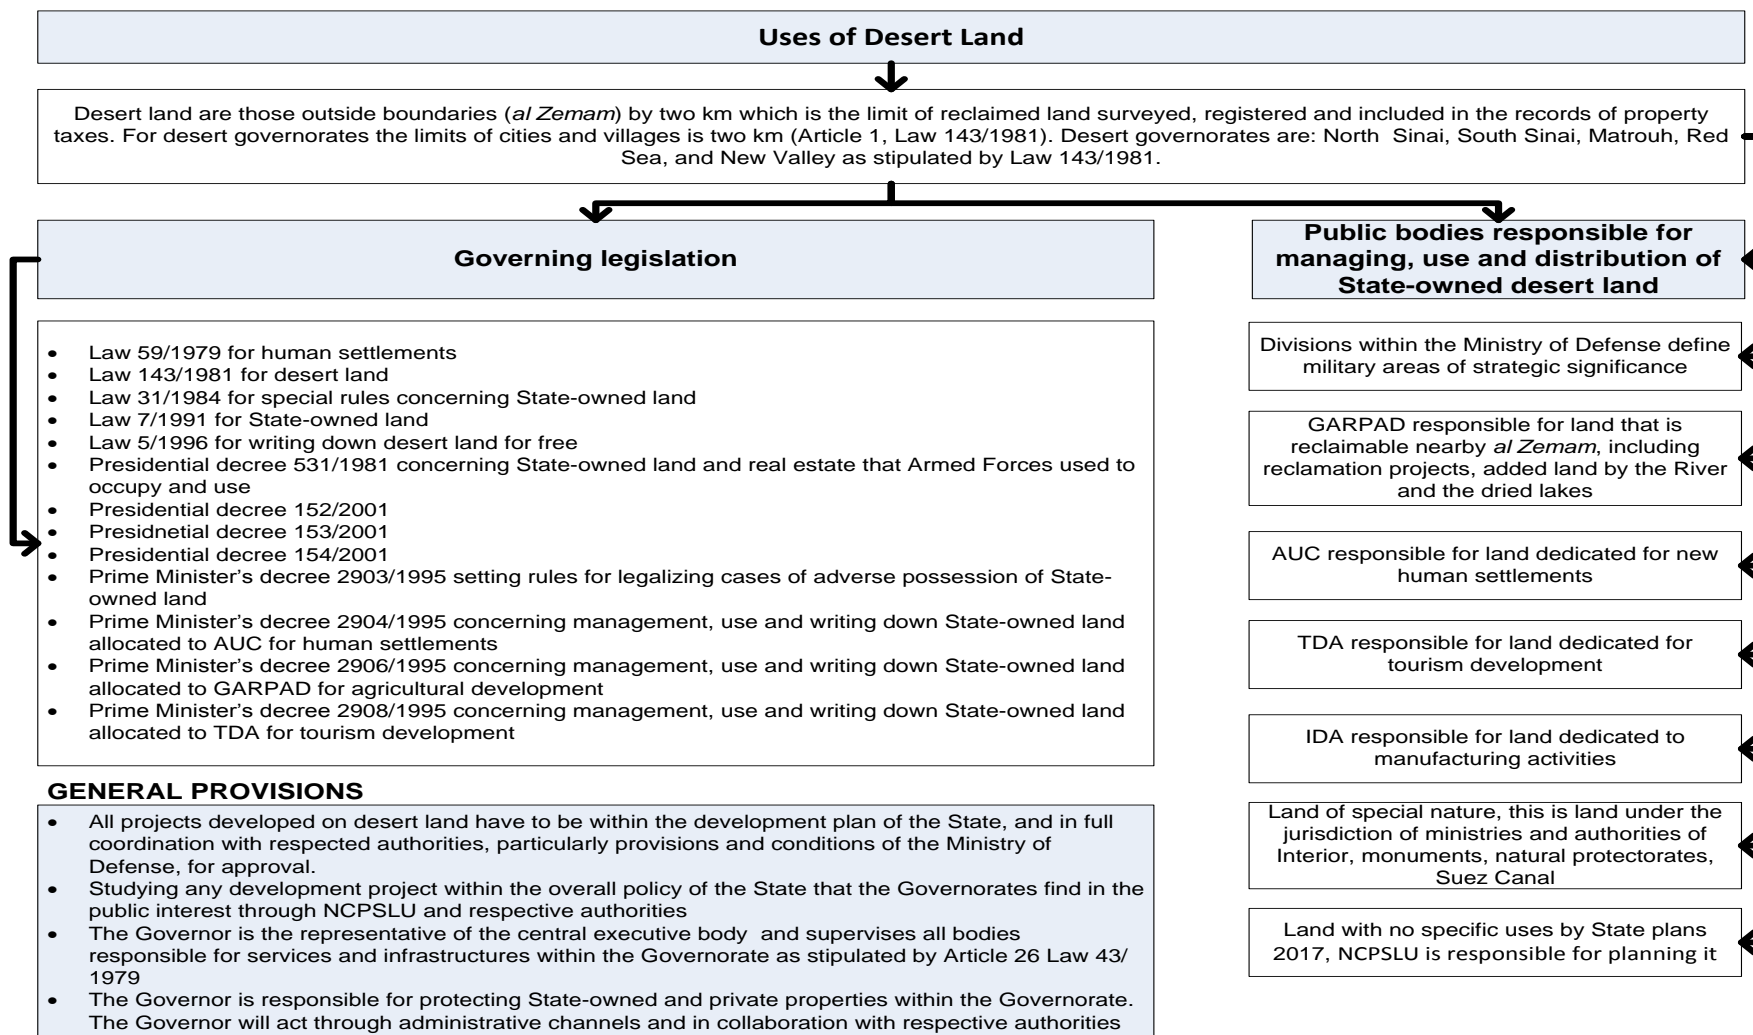 Uses of Desert Land
Desert land are those outside boundaries (al Zemam) by two km which is the limit of reclaimed land surveyed, registered and included in the records of property
taxes. For desert governorates the limits of cities and villages is two km (Article 1, Law 143/1981). Desert governorates are: North  Sinai, South Sinai, Matrouh, Red
Sea, and New Valley as stipulated by Law 143/1981.
Governing legislation
• Law 59/1979 for human settlements
• Law 143/1981 for desert land
• Law 31/1984 for special rules concerning State-owned land
• Law 7/1991 for State-owned land
• Law 5/1996 for writing down desert land for free
• Presidential decree 531/1981 concerning State-owned land and real estate that Armed Forces used to
occupy and use
• Presidential decree 152/2001
• Presidnetial decree 153/2001
• Presidential decree 154/2001
• Prime Minister’s decree 2903/1995 setting rules for legalizing cases of adverse possession of State-
owned land
• Prime Minister’s decree 2904/1995 concerning management, use and writing down State-owned land
allocated to AUC for human settlements
• Prime Minister’s decree 2906/1995 concerning management, use and writing down State-owned land
allocated to GARPAD for agricultural development
• Prime Minister’s decree 2908/1995 concerning management, use and writing down State-owned land
allocated to TDA for tourism development
GENERAL PROVISIONS
• All projects developed on desert land have to be within the development plan of the State, and in full
coordination with respected authorities, particularly provisions and conditions of the Ministry of
Defense, for approval.
• Studying any development project within the overall policy of the State that the Governorates find in the
public interest through NCPSLU and respective authorities
• The Governor is the representative of the central executive body  and supervises all bodies
responsible for services and infrastructures within the Governorate as stipulated by Article 26 Law 43/
1979
• The Governor is responsible for protecting State-owned and private properties within the Governorate.
The Governor will act through administrative channels and in collaboration with respective authorities
Public bodies responsible for
managing, use and distribution of
State-owned desert land
Divisions within the Ministry of Defense define
military areas of strategic significance
GARPAD responsible for land that is
reclaimable nearby al Zemam, including
reclamation projects, added land by the River
and the dried lakes
AUC responsible for land dedicated for new
human settlements
TDA responsible for land dedicated for
tourism development
IDA responsible for land dedicated to
manufacturing activities
Land of special nature, this is land under the
jurisdiction of ministries and authorities of
Interior, monuments, natural protectorates,
Suez Canal
Land with no specific uses by State plans
2017, NCPSLU is responsible for planning it